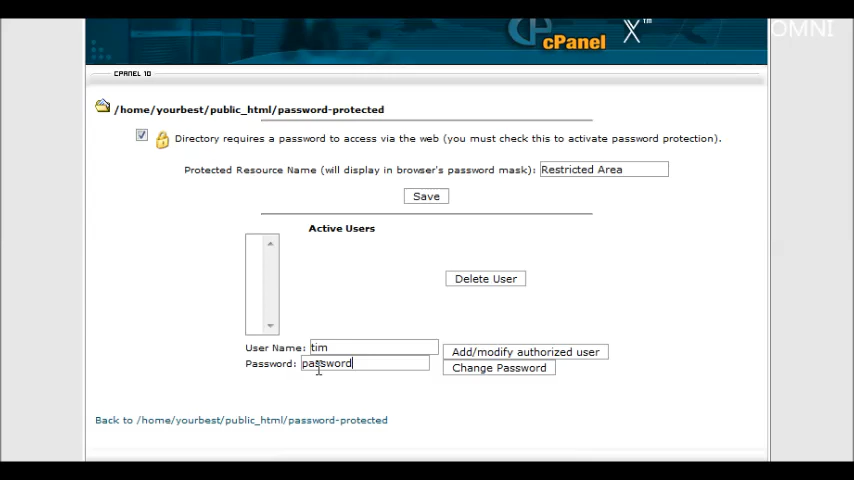 OMNI
cPanel X™
CPANEL 10
/home/yourbest/public_html/password-protected
Directory requires a password to access via the web (you must check this to activate password protection).
Protected Resource Name (will display in browser's password mask): Restricted Area
Save
Active Users
Delete User
User Name: tim
Add/modify authorized user
Password: password
Change Password
Back to /home/yourbest/public_html/password-protected